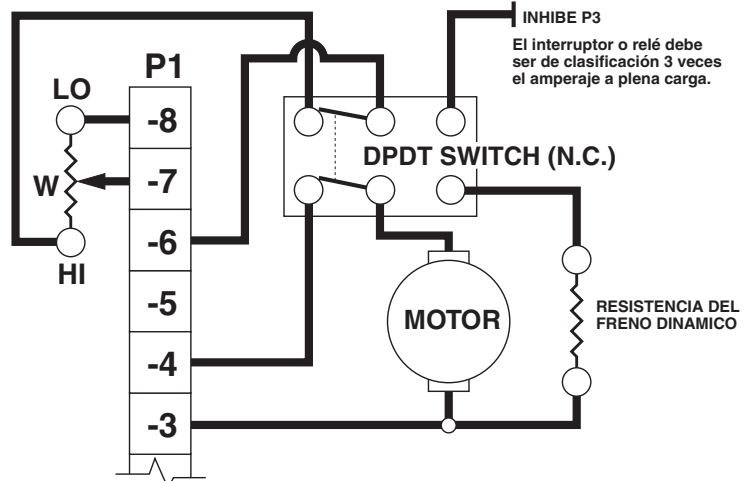 INHIBE P3
El interruptor o relé debe
ser de clasificación 3 veces
el amperaje a plena carga.
P1
LO
-8
DPDT SWITCH (N.C.)
W
-7
-6
HI
-5
RESISTENCIA DEL
FRENO DINAMICO
MOTOR
-4
-3